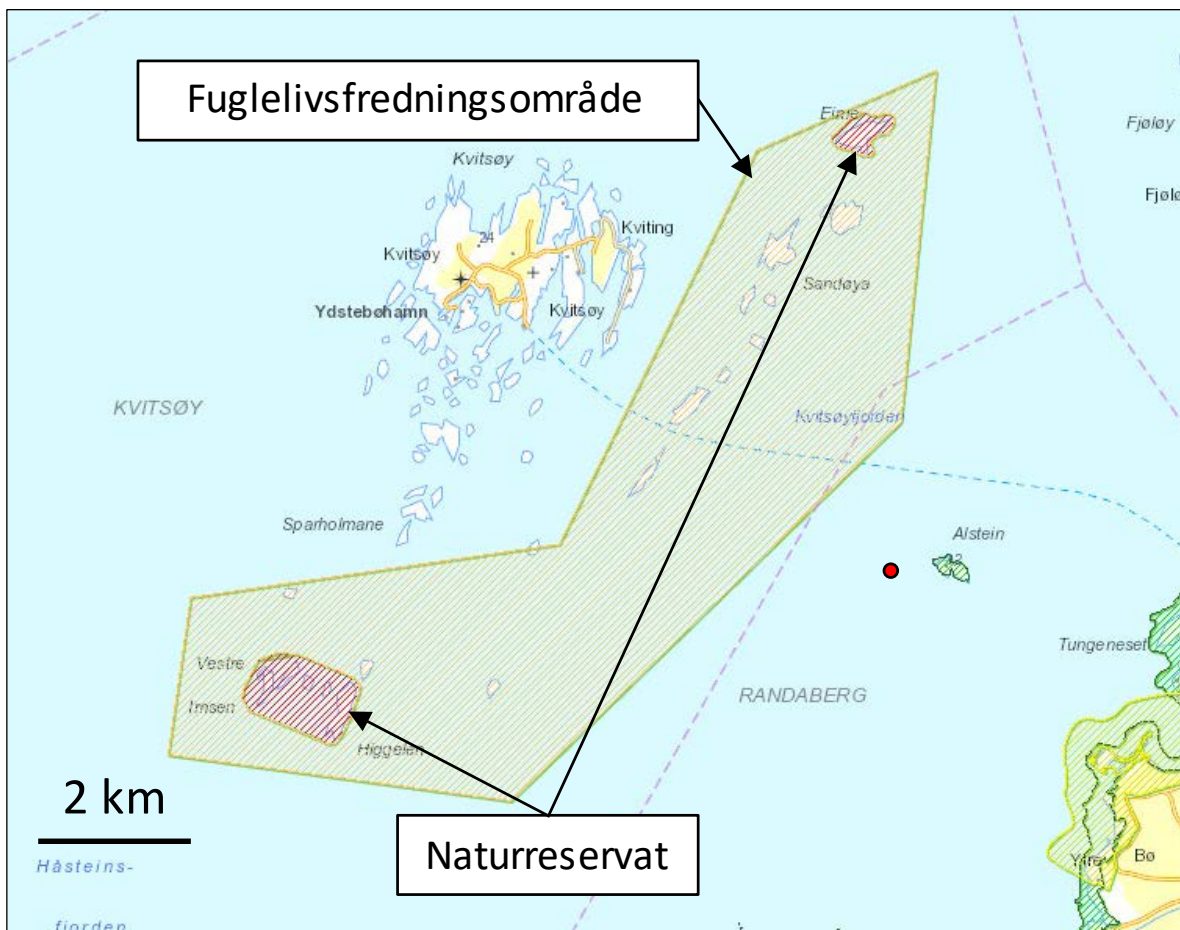 Fuglelivsfredningsområde
Fjøløy
Kvitsøy
Kviting
24
Kvitsøy
Sandøya
Ydstebøhamn
Kvitsøy
KVITSØY
Kvitsøyfjorden
Sparholmane
Alstein
Tungeneset
Vestre
Imsen
RANDABERG
Higgelen
2 km
Naturreservat
Bø
Håsteins-
fjorden